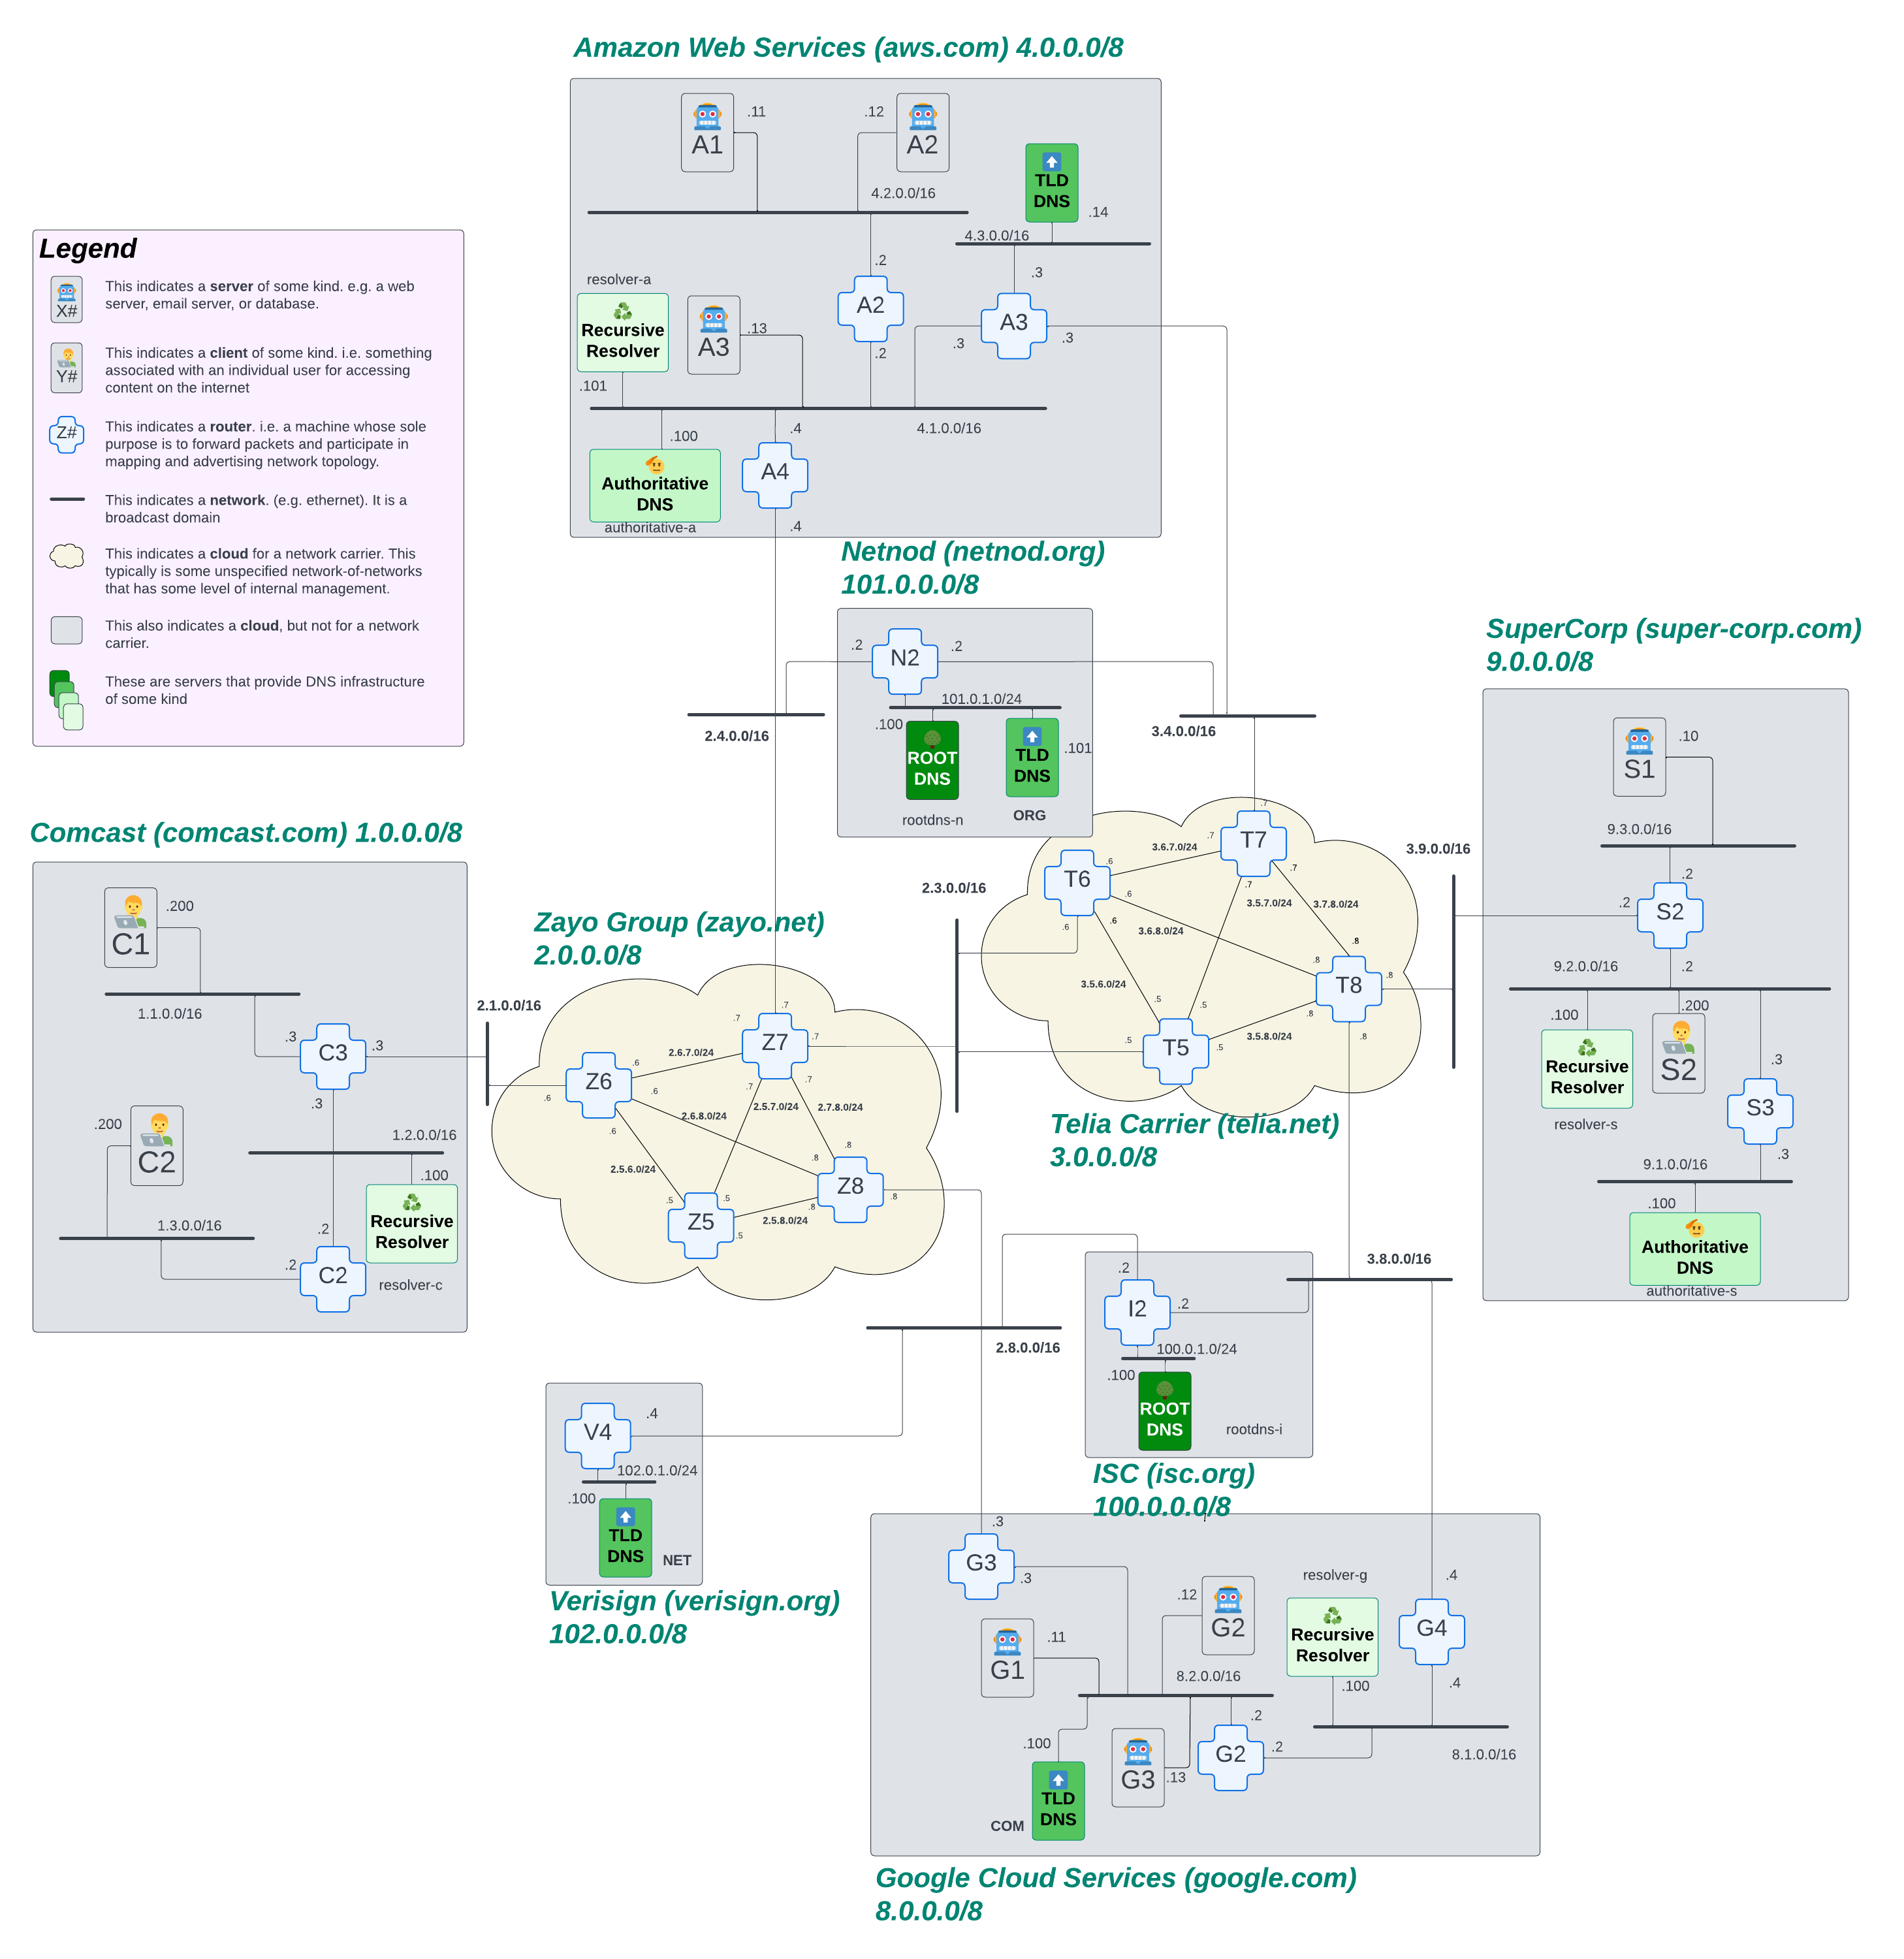 Amazon Web Services (aws.com) 4.0.0.0/8
.11
.12
A1
A2
TLD
DNS
.14
4.2.0.0/16
4.3.0.0/16
.2
.3
resolver-a
Recursive
Resolver
.13
A3
A2
A3
.3
.3
.2
.101
4.1.0.0/16
.100
.4
Authoritative
DNS
A4
authoritative-a
.4
Legend
X#
This indicates a server of some kind. e.g. a web
server, email server, or database.
Y#
This indicates a client of some kind. i.e. something
associated with an individual user for accessing
content on the internet
Z#
This indicates a router. i.e. a machine whose sole
purpose is to forward packets and participate in
mapping and advertising network topology.
This indicates a network. (e.g. ethernet). It is a
broadcast domain
This indicates a cloud for a network carrier. This
typically is some unspecified network-of-networks
that has some level of internal management.
This also indicates a cloud, but not for a network
carrier.
These are servers that provide DNS infrastructure
of some kind
Netnod (netnod.org)
101.0.0.0/8
.2
N2
.2
101.0.1.0/24
.100
ROOT
DNS
TLD
DNS
.101
rootdns-n
ORG
2.4.0.0/16
3.4.0.0/16
SuperCorp (super-corp.com)
9.0.0.0/8
.10
S1
9.3.0.0/16
.2
.2
S2
.2
9.2.0.0/16
.100
.200
Recursive
Resolver
S2
.3
S3
resolver-s
.3
9.1.0.0/16
.100
Authoritative
DNS
authoritative-s
3.9.0.0/16
Comcast (comcast.com) 1.0.0.0/8
.200
C1
1.1.0.0/16
.3
C3
.3
.3
.200
C2
1.2.0.0/16
.100
Recursive
Resolver
1.3.0.0/16
.2
.2
C2
resolver-c
2.1.0.0/16
Zayo Group (zayo.net)
2.0.0.0/8
.7
.7
Z7
.7
2.6.7.0/24
.6
Z6
.6
.6
.7
.7
2.5.7.0/24
2.7.8.0/24
2.6.8.0/24
.6
.8
.8
2.5.6.0/24
Z8
.8
.5
.5
.8
Z5
2.5.8.0/24
.5
2.3.0.0/16
.7
.7
T7
3.6.7.0/24
.6
T6
.7
.7
.6
3.5.7.0/24
3.7.8.0/24
.6
.6
3.6.8.0/24
.8
.8
T8
.8
3.5.6.0/24
.5
.5
.8
.5
T5
.5
3.5.8.0/24
.8
Telia Carrier (telia.net)
3.0.0.0/8
3.8.0.0/16
.2
I2
.2
100.0.1.0/24
.100
ROOT
DNS
rootdns-i
ISC (isc.org)
100.0.0.0/8
2.8.0.0/16
V4
.4
102.0.1.0/24
.100
TLD
DNS
NET
Verisign (verisign.org)
102.0.0.0/8
.3
G3
.3
.12
G2
resolver-g
Recursive
Resolver
.4
G4
.11
G1
8.2.0.0/16
.100
.4
.2
.100
G2
.2
8.1.0.0/16
G3
.13
TLD
DNS
COM
Google Cloud Services (google.com)
8.0.0.0/8